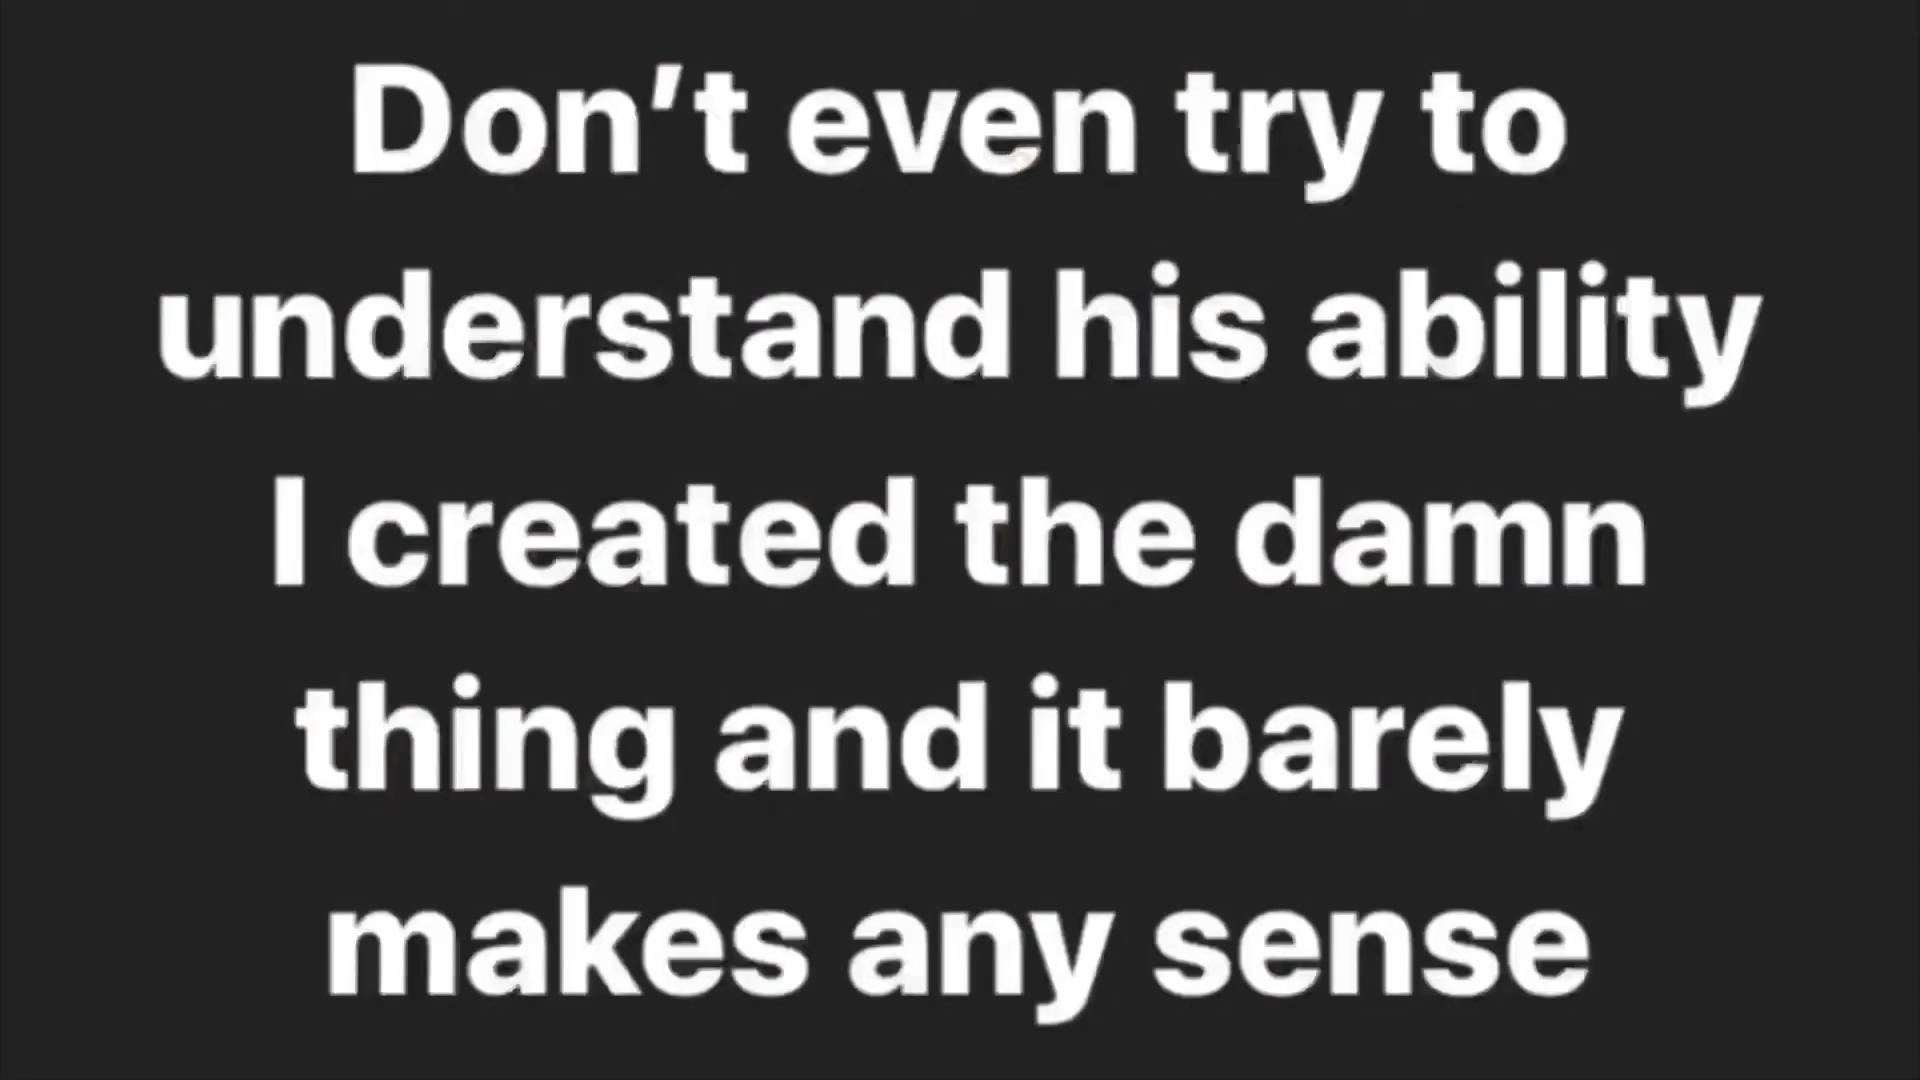 Don’t even try to
understand his ability
I created the damn
thing and it barely
makes any sense